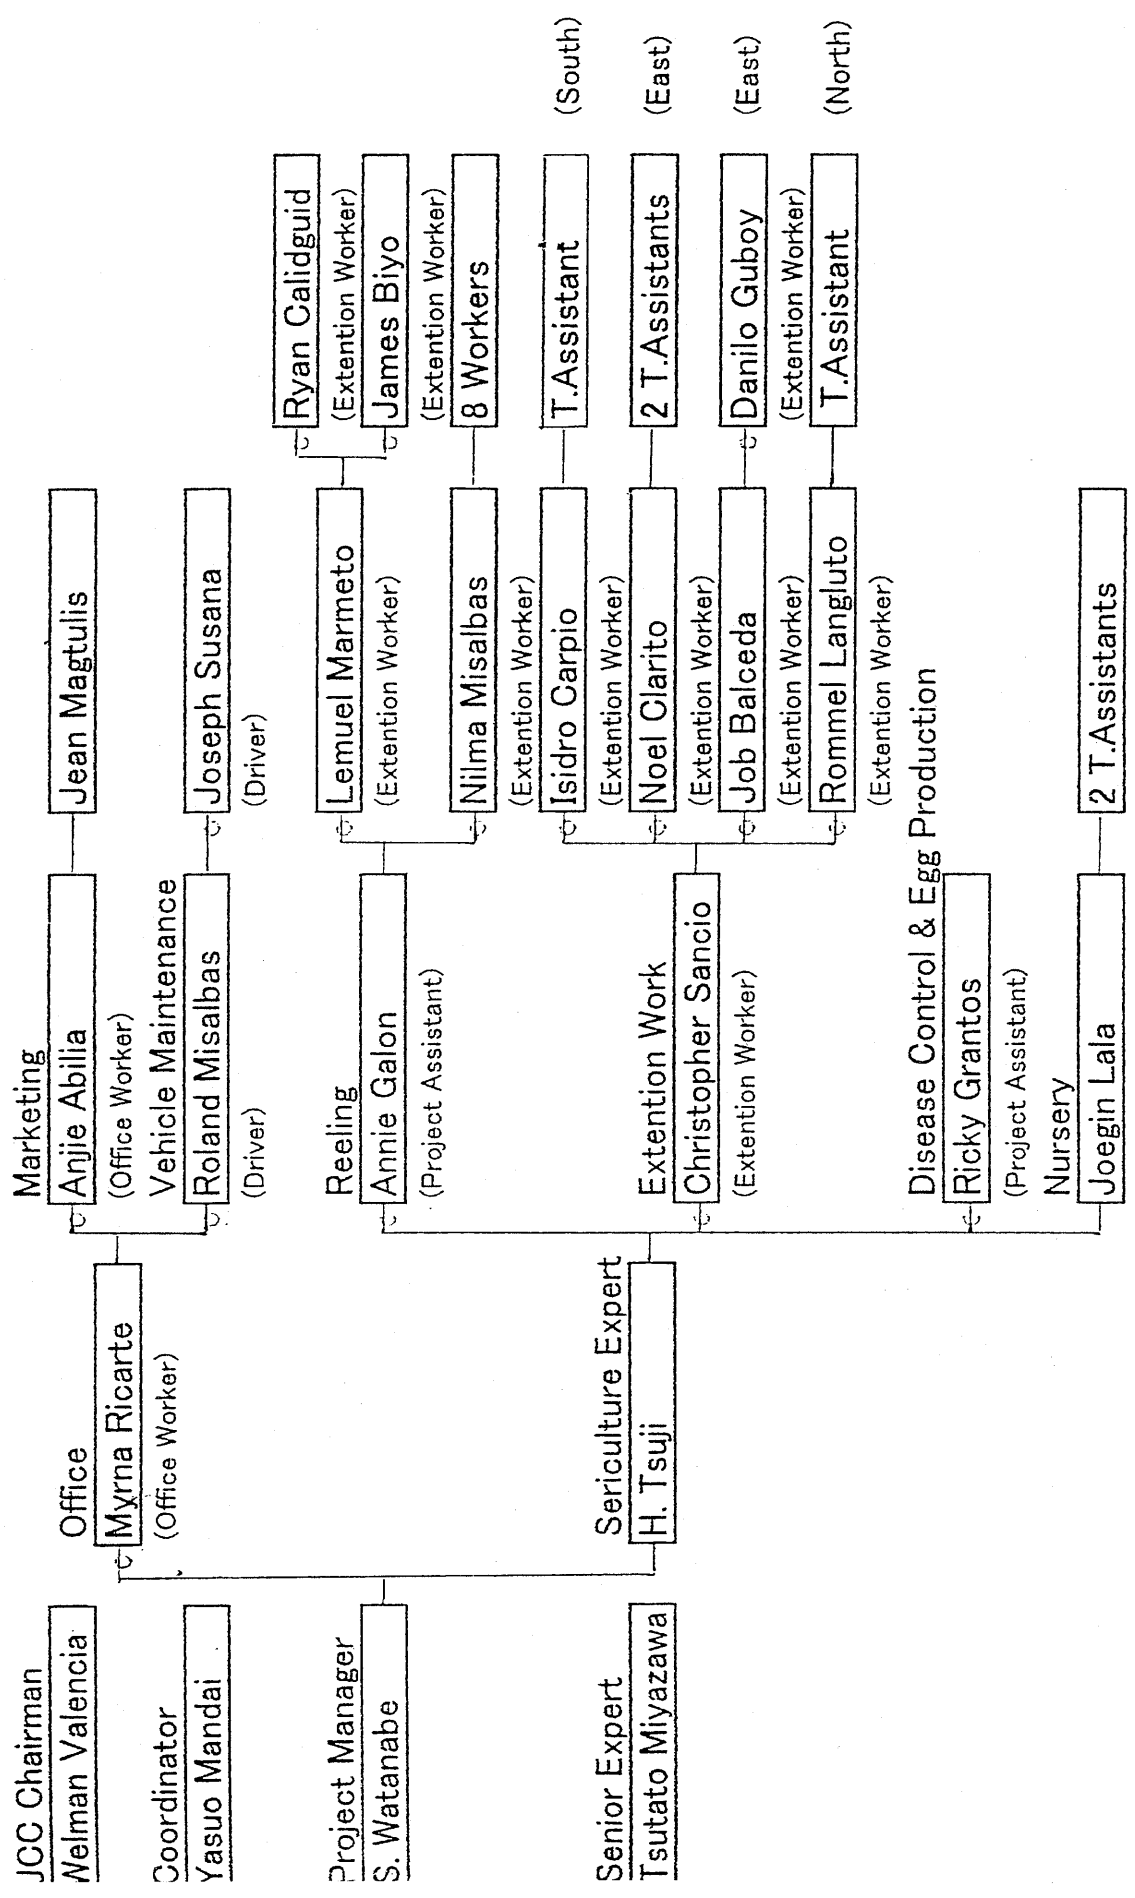 JCC Chairman
Welman Valencia
Coordinator
Yasuo Mandai
Project Manager
S. Watanabe
Senior Expert
Tsutato Miyazawa
Office
Myrna Ricarte
(Office Worker)
Sericulture Expert
H. Tsuji
Marketing
Anjie Abilia
(Office Worker)
Vehicle Maintenance
Roland Misalbas
(Driver)
Reeling
Annie Galon
(Project Assistant)
Extention Work
Christopher Sancio
(Extention Worker)
Disease Control & Egg Production
Ricky Grantos
(Project Assistant)
Nursery
Joegin Lala
Jean Magtulis
Joseph Susana
(Driver)
Lemuel Marmeto
(Extention Worker)
Nilma Misalbas
(Extention Worker)
Isidro Carpio
(Extention Worker)
Noel Clarito
(Extention Worker)
Job Balceda
(Extention Worker)
Rommel Langluto
(Extention Worker)
2 T.Assistants
Ryan Calidguid
(Extention Worker)
James Biyo
(Extention Worker)
8 Workers
T.Assistant
(South)
2 T.Assistants
(East)
Danilo Guboy
(East)
(Extention Worker)
T.Assistant
(North)